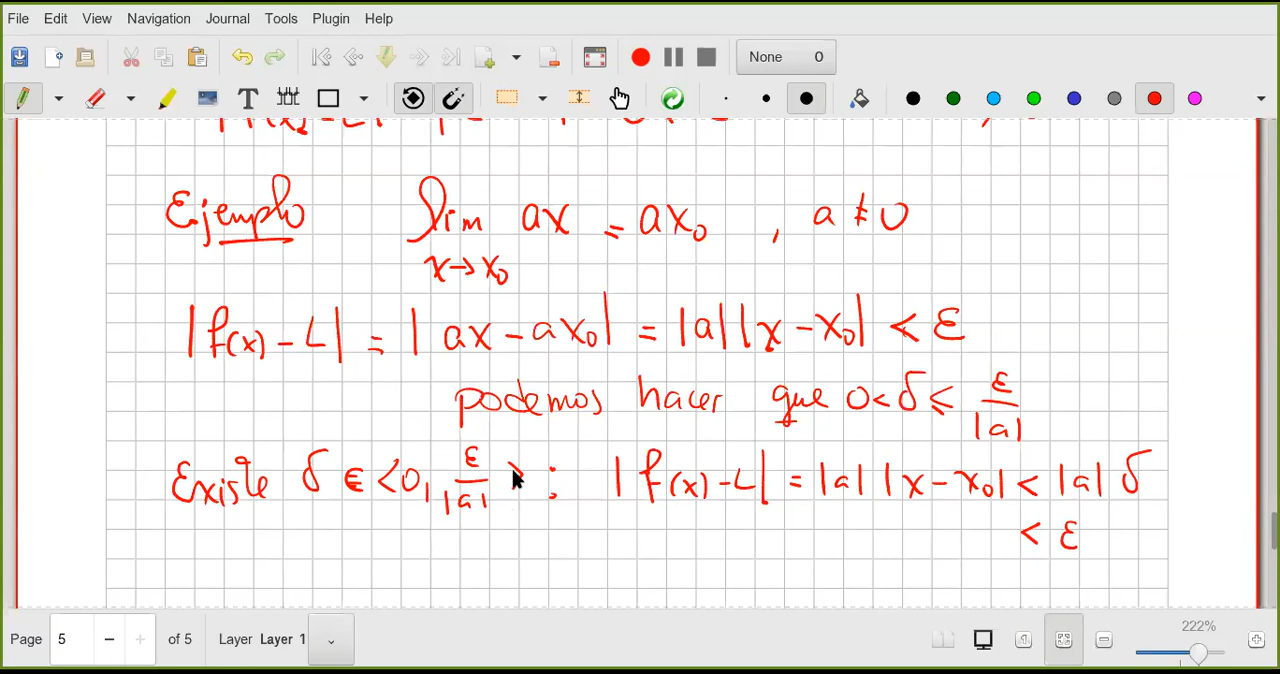 File Edit View Navigation Journal Tools Plugin Help
None 0
Ejemplo lim ax = ax₀ , a ≠ 0
x→x₀
|f(x) - L| = |ax - ax₀| = |a||x - x₀| < ε
podemos hacer que 0<δ≤ ε/|a|
Existe δ ∈ <0, ε/|a| > : |f(x) - L| = |a| |x - x₀| < |a| δ
< ε
Page 5 of 5 Layer Layer 1 222%